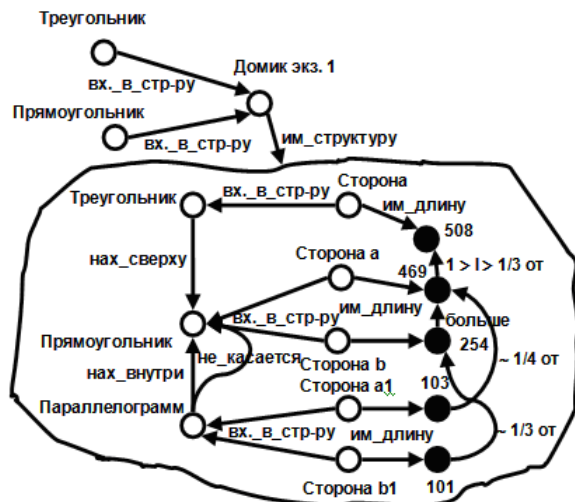 Треугольник
вх._в_стр-ру
Домик экз. 1
Прямоугольник
вх._в_стр-ру
им_структуру
Треугольник
вх._в_стр-ру
Сторона
им_длину
508
нах_сверху
Сторона a
469
1 > l > 1/3 от
им_длину
вх._в_стр-ру
больше
Прямоугольник
не_касается
254
нах_внутри
Сторона b
~ 1/4 от
Сторона a1
103
Параллелограмм
вх._в_стр-ру
им_длину
~ 1/3 от
101
Сторона b1